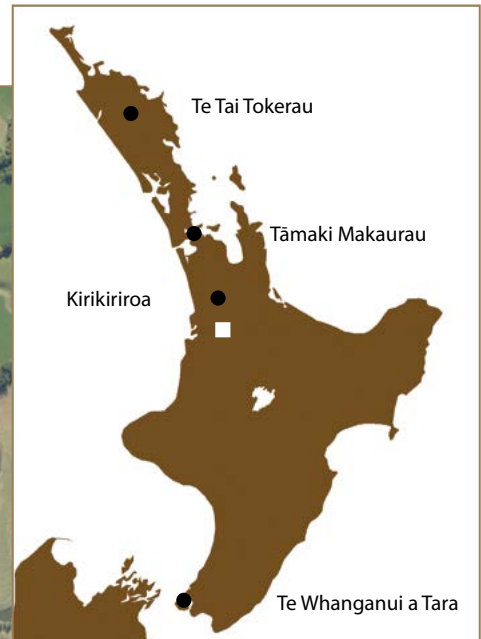 Te Tai Tokerau
Tāmaki Makaurau
Kirikiriroa
Te Whanganui a Tara